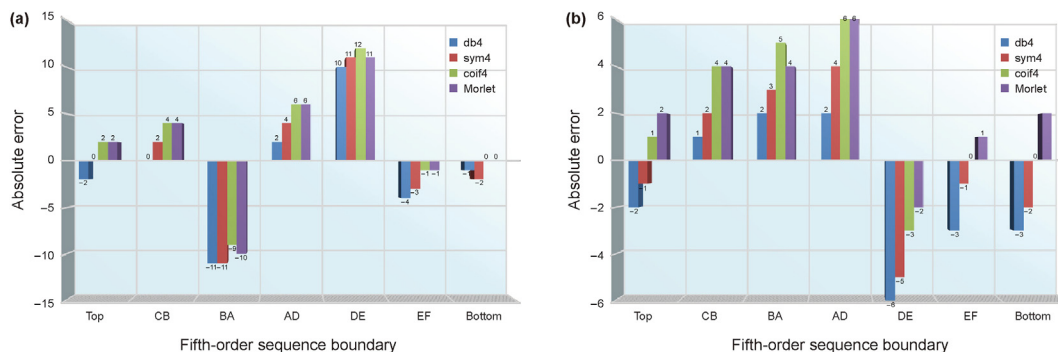 (a)
Absolute error
15
10
5
0
−5
−10
−15
db4
sym4
coif4
Morlet
−2 0 2 2
0 2 4 4
−11 −11 −9 −10
2 4 6 6
10 11 12 11
−4 −3 −1 −1
−1 −2 0 0
Top CB BA AD DE EF Bottom
Fifth-order sequence boundary
(b)
Absolute error
6
4
2
0
−2
−4
−6
db4
sym4
coif4
Morlet
−2 −1 1 2
1 2 4 4
2 3 5 4
2 4 6 6
−6 −5 −3 −2
−3 −1 0 1
−3 −2 0 2
Top CB BA AD DE EF Bottom
Fifth-order sequence boundary